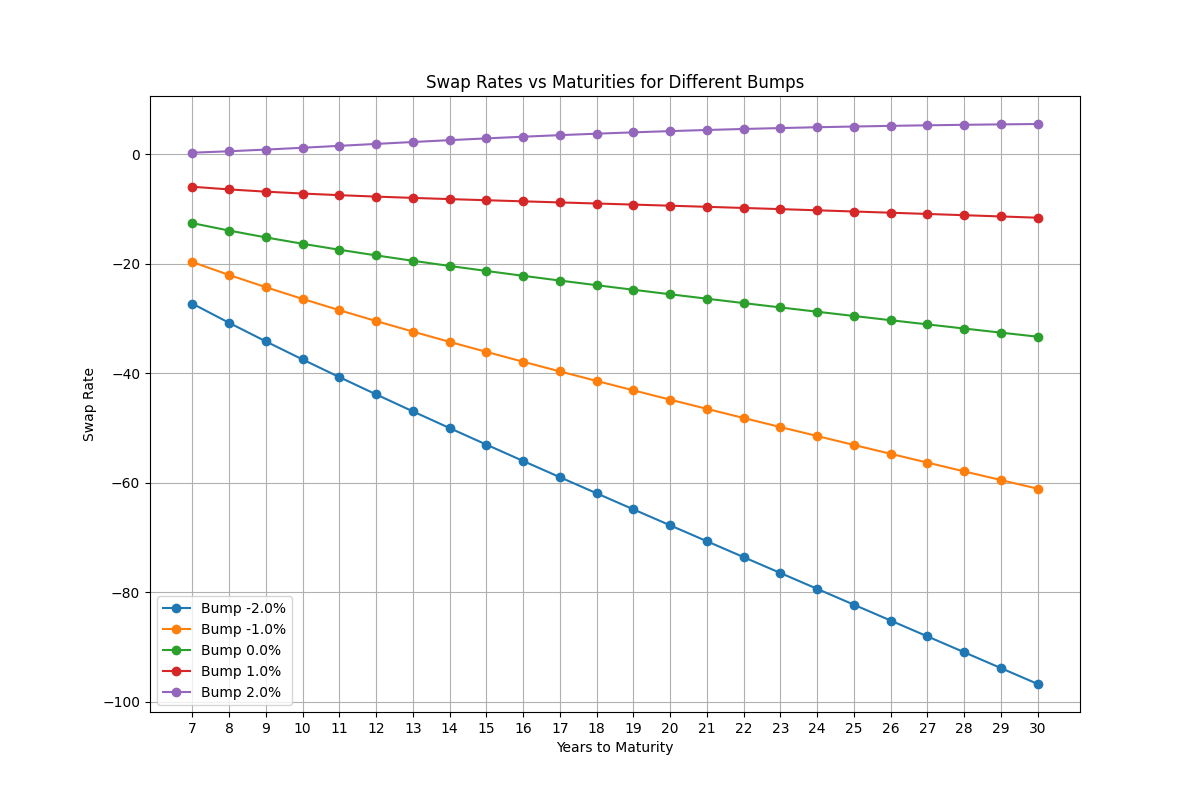 Swap Rates vs Maturities for Different Bumps
Swap Rate
0
−20
−40
−60
−80
−100
Bump -2.0%
Bump -1.0%
Bump 0.0%
Bump 1.0%
Bump 2.0%
7 8 9 10 11 12 13 14 15 16 17 18 19 20 21 22 23 24 25 26 27 28 29 30
Years to Maturity